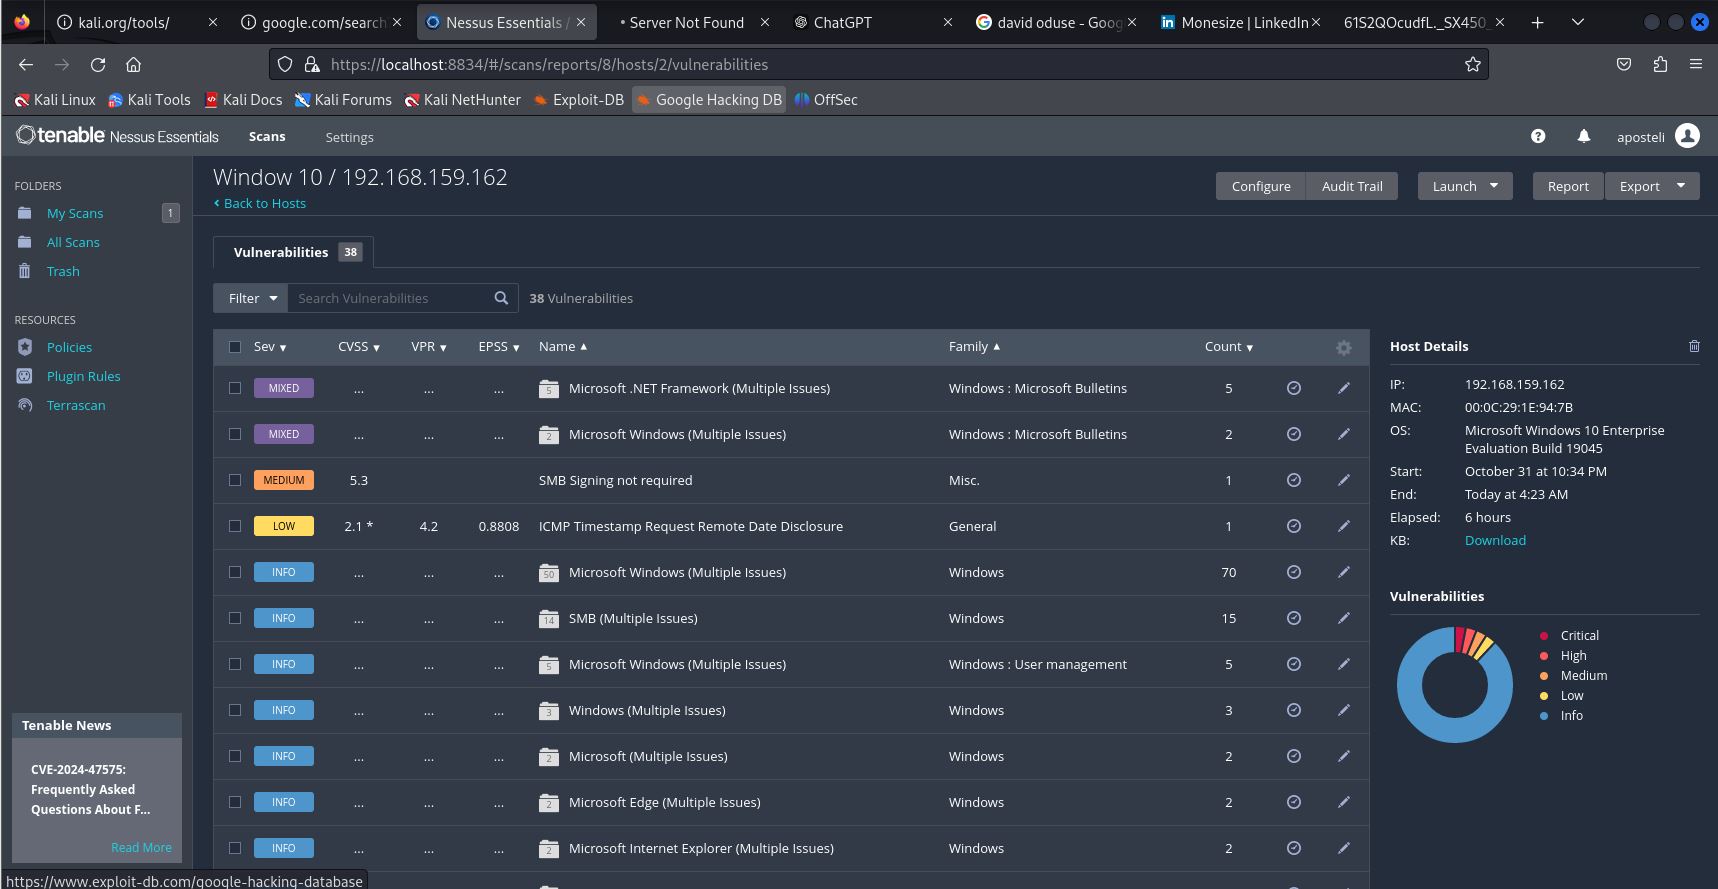 kali.org/tools/
google.com/search
Nessus Essentials /
Server Not Found
ChatGPT
david oduse - Goog
Monesize | LinkedIn
61S2QOcudfL._SX450_
https://localhost:8834/#/scans/reports/8/hosts/2/vulnerabilities
Kali Linux Kali Tools Kali Docs Kali Forums Kali NetHunter Exploit-DB Google Hacking DB OffSec
tenable Nessus Essentials Scans Settings aposteli
FOLDERS
My Scans 1
All Scans
Trash
RESOURCES
Policies
Plugin Rules
Terrascan
Tenable News
CVE-2024-47575:
Frequently Asked
Questions About F...
Read More
Window 10 / 192.168.159.162
Back to Hosts
Configure Audit Trail Launch Report Export
Vulnerabilities 38
Filter Search Vulnerabilities 38 Vulnerabilities
Sev CVSS VPR EPSS Name Family Count
MIXED ... ... ... 5 Microsoft .NET Framework (Multiple Issues) Windows : Microsoft Bulletins 5
MIXED ... ... ... 2 Microsoft Windows (Multiple Issues) Windows : Microsoft Bulletins 2
MEDIUM 5.3 SMB Signing not required Misc. 1
LOW 2.1 * 4.2 0.8808 ICMP Timestamp Request Remote Date Disclosure General 1
INFO ... ... ... 50 Microsoft Windows (Multiple Issues) Windows 70
INFO ... ... ... 14 SMB (Multiple Issues) Windows 15
INFO ... ... ... 5 Microsoft Windows (Multiple Issues) Windows : User management 5
INFO ... ... ... 3 Windows (Multiple Issues) Windows 3
INFO ... ... ... 2 Microsoft (Multiple Issues) Windows 2
INFO ... ... ... 2 Microsoft Edge (Multiple Issues) Windows 2
INFO ... ... ... 2 Microsoft Internet Explorer (Multiple Issues) Windows 2
Host Details
IP: 192.168.159.162
MAC: 00:0C:29:1E:94:7B
OS: Microsoft Windows 10 Enterprise
Evaluation Build 19045
Start: October 31 at 10:34 PM
End: Today at 4:23 AM
Elapsed: 6 hours
KB: Download
Vulnerabilities
Critical
High
Medium
Low
Info
https://www.exploit-db.com/google-hacking-database